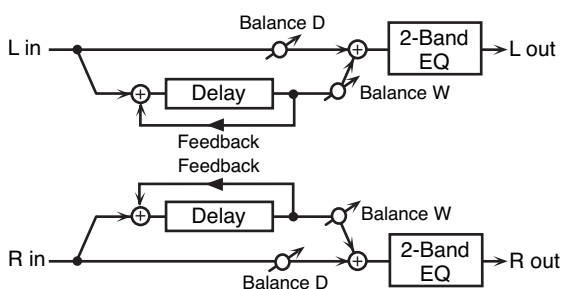 Balance D
L in
2-Band
EQ
L out
Delay
Balance W
Feedback
Feedback
Delay
Balance W
R in
2-Band
EQ
R out
Balance D